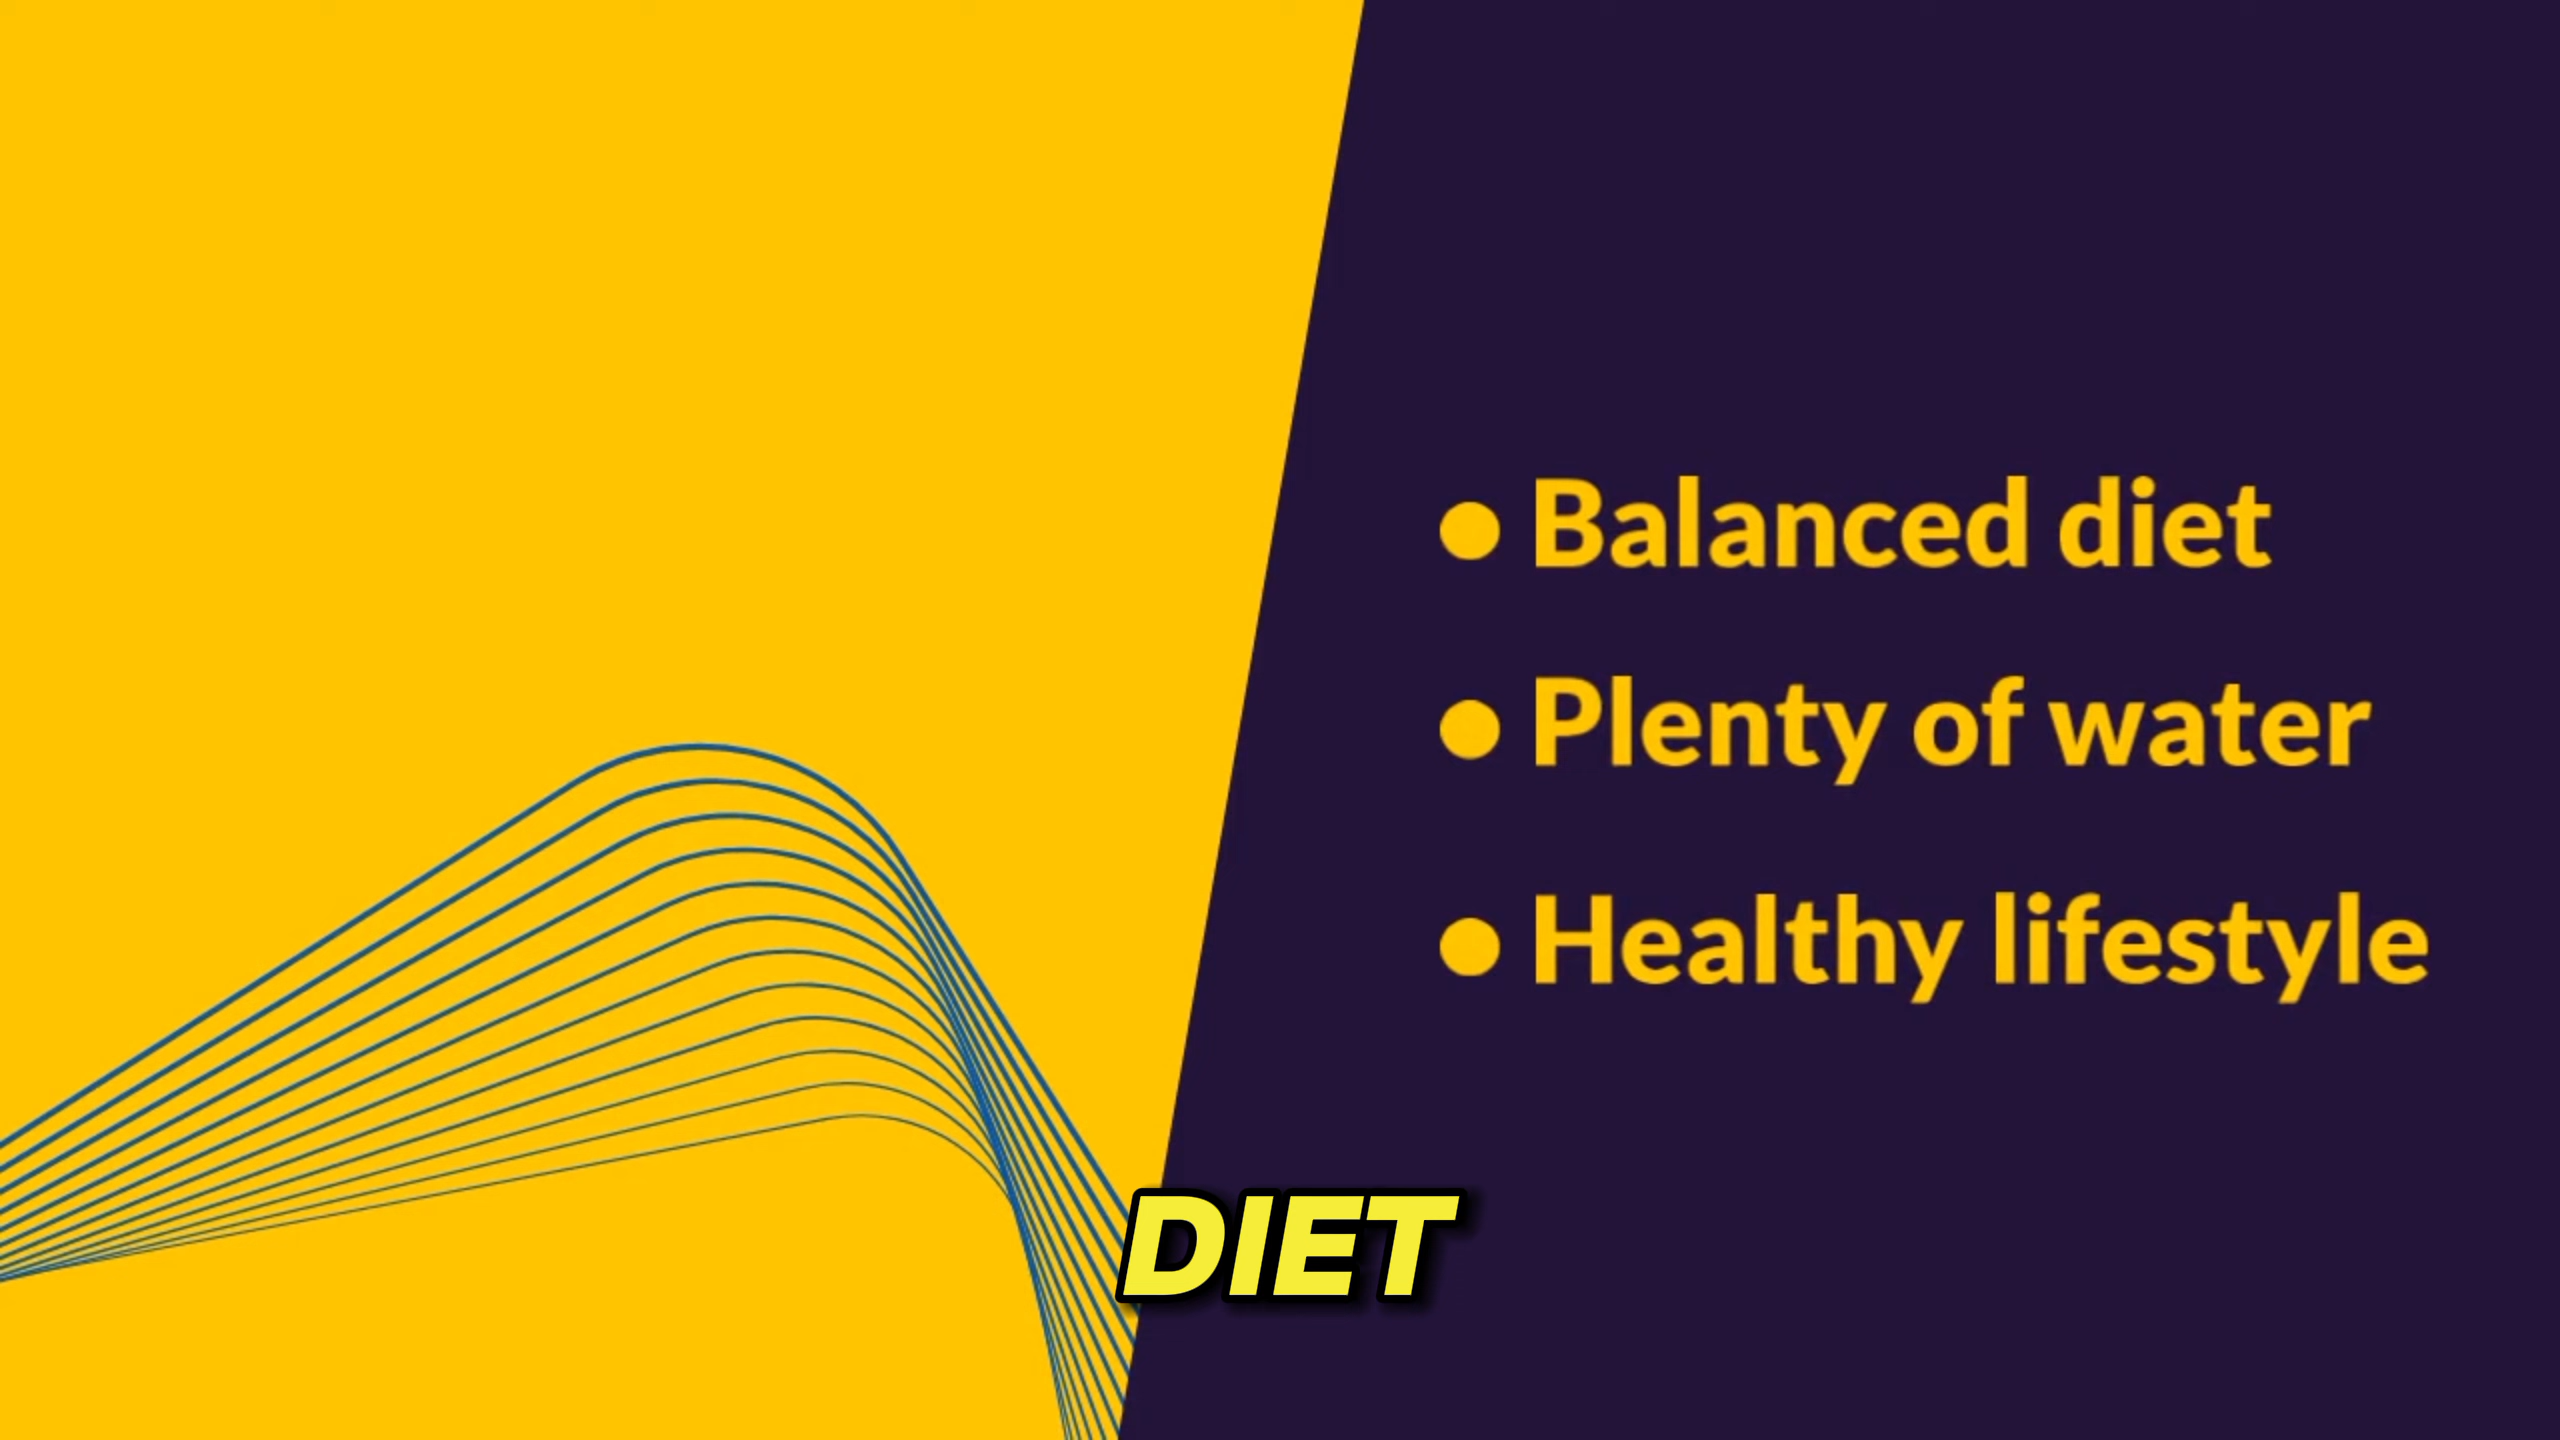 • Balanced diet
• Plenty of water
• Healthy lifestyle
DIET